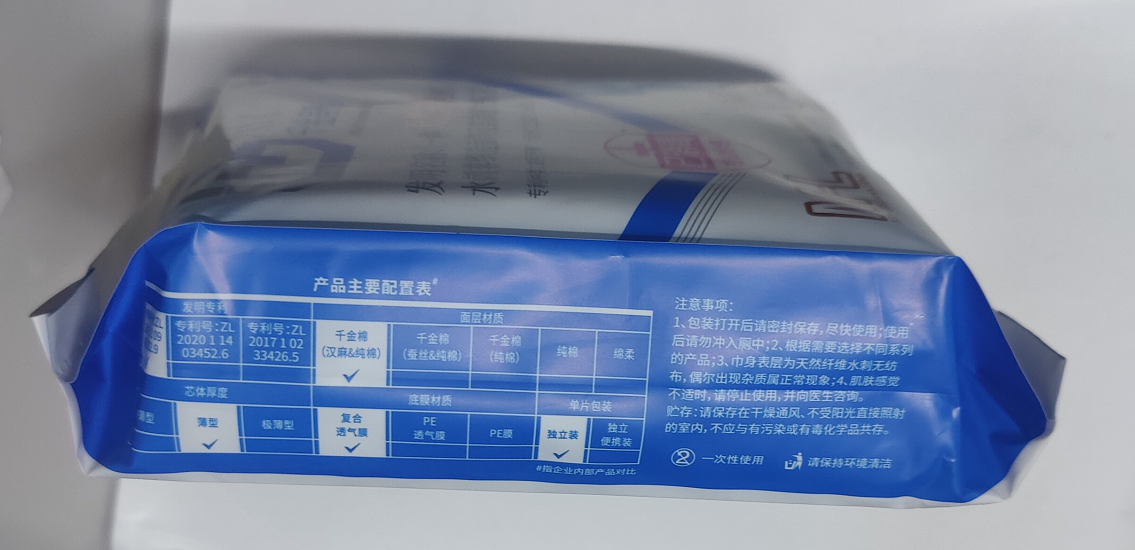 发
水
产品主要配置表#
发明专利
面层材质
专利号:ZL
2020 1 14
03452.6
专利号:ZL
2017 1 02
33426.5
千金棉
(汉麻&纯棉)
千金棉
(蚕丝&纯棉)
千金棉
(纯棉)
纯棉
绵柔
芯体厚度
底膜材质
单片包装
薄型
极薄型
复合
透气膜
PE
透气膜
PE膜
独立装
独立
便携装
#指企业内部产品对比
注意事项:
1、包装打开后请密封保存,尽快使用;使用
后请勿冲入厕中;2、根据需要选择不同系列
的产品;3、巾身表层为天然纤维水刺无纺
布,偶尔出现杂质属正常现象;4、肌肤感觉
不适时,请停止使用,并向医生咨询。
贮存:请保存在干燥通风、不受阳光直接照射
的室内,不应与有污染或有毒化学品共存。
一次性使用
请保持环境清洁